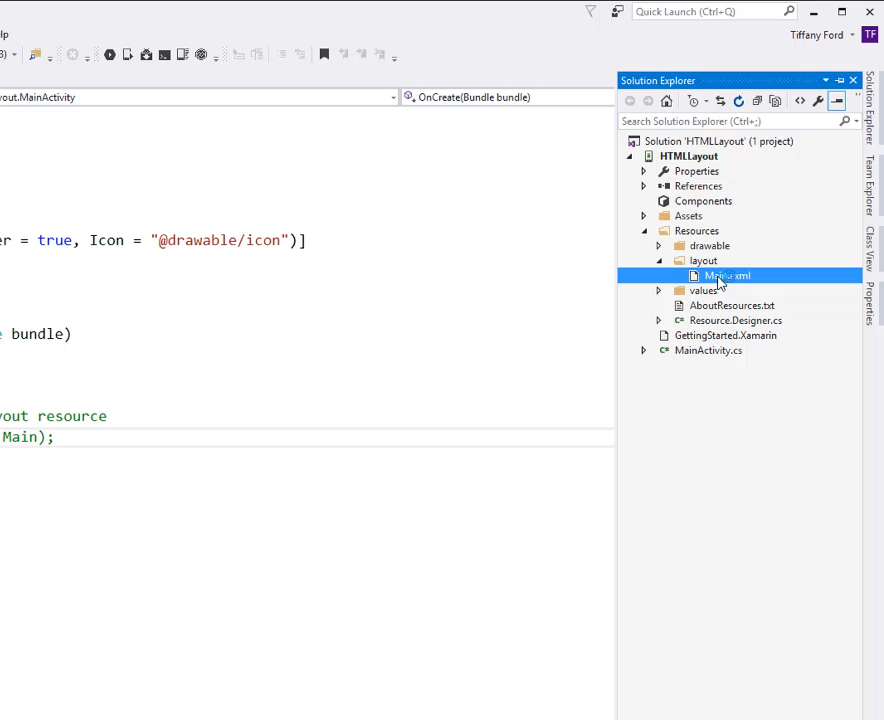 Quick Launch (Ctrl+Q)
lp
Tiffany Ford TF
3)
out.MainActivity
OnCreate(Bundle bundle)
er = true, Icon = "@drawable/icon")]
e bundle)
yout resource
Main);
Solution Explorer
Search Solution Explorer (Ctrl+;)
Solution 'HTMLLayout' (1 project)
HTMLLayout
Properties
References
Components
Assets
Resources
drawable
layout
values
AboutResources.txt
Resource.Designer.cs
GettingStarted.Xamarin
MainActivity.cs
Solution Explorer
Team Explorer
Class View
Properties